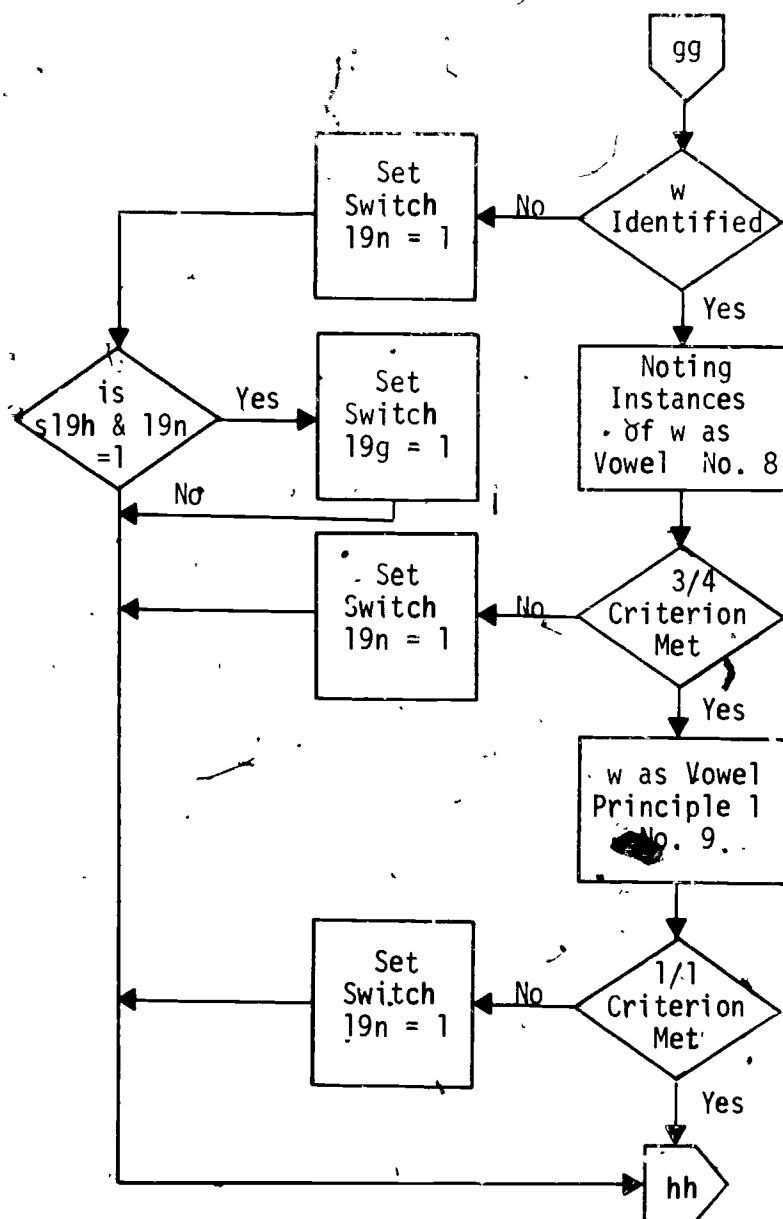 gg
w
Identified
No
Set
Switch
19n = 1
Yes
Noting
Instances
of w as
Vowel No. 8
is
s19h & 19n
=1
Yes
Set
Switch
19g = 1
No
3/4
Criterion
Met
No
Set
Switch
19n = 1
Yes
w as Vowel
Principle 1
No. 9
1/1
Criterion
Met
No
Set
Switch
19n = 1
Yes
hh